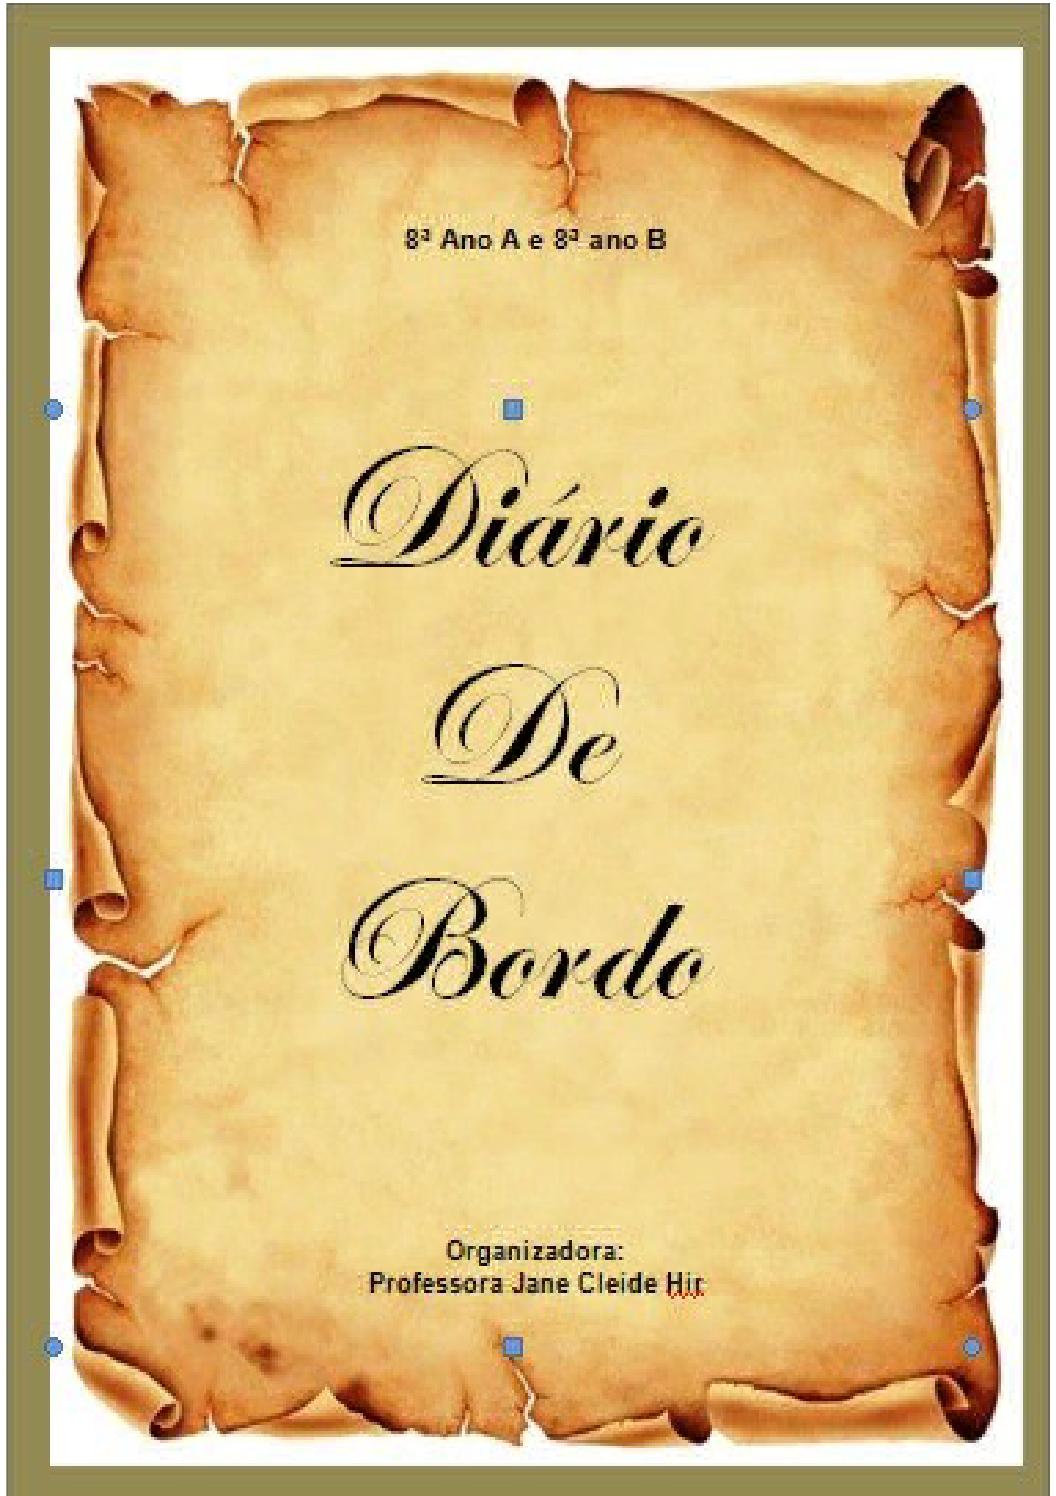 8ª Ano A e 8ª ano B
Diário
De
Bordo
Organizadora:
Professora Jane Cleide Hir